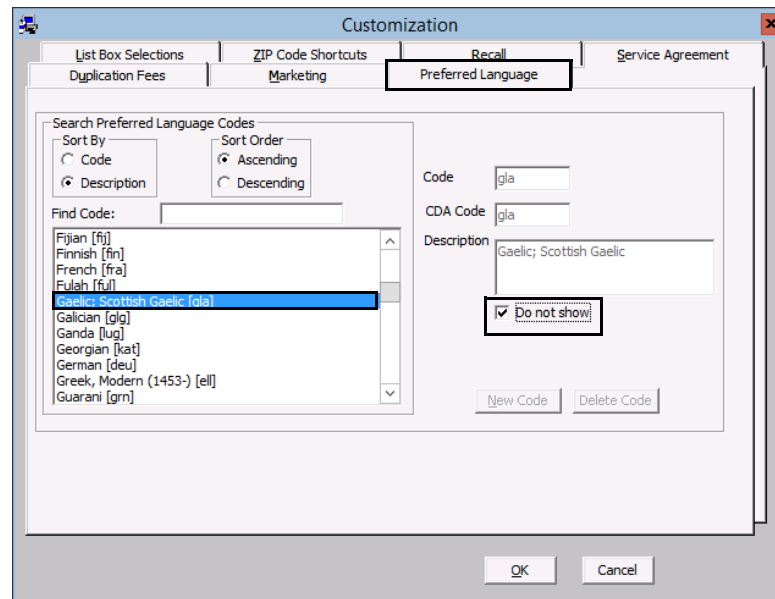 Customization
List Box Selections ZIP Code Shortcuts Recall Service Agreement
Duplication Fees Marketing Preferred Language
Search Preferred Language Codes
Sort By Sort Order
Code Ascending
Description Descending
Find Code:
Fijian [fij]
Finnish [fin]
French [fra]
Fulah [ful]
Gaelic; Scottish Gaelic [gla]
Galician [glg]
Ganda [lug]
Georgian [kat]
German [deu]
Greek, Modern (1453-) [ell]
Guarani [grn]
Code gla
CDA Code gla
Description Gaelic; Scottish Gaelic
Do not show
New Code Delete Code
OK Cancel